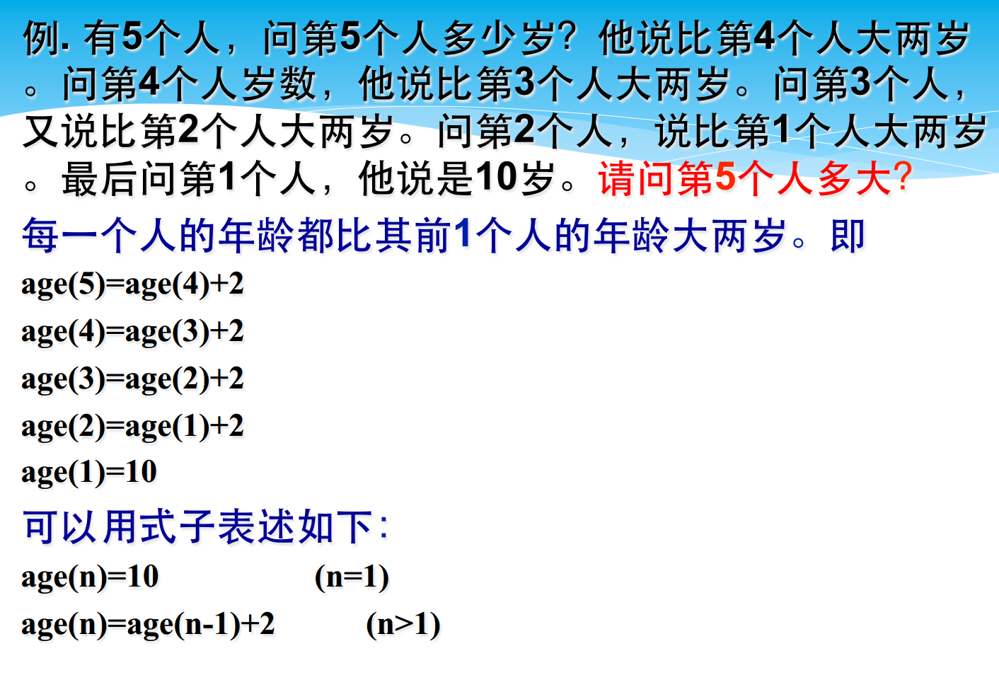 例. 有5个人，问第5个人多少岁？他说比第4个人大两岁
。问第4个人岁数，他说比第3个人大两岁。问第3个人，
又说比第2个人大两岁。问第2个人，说比第1个人大两岁
。最后问第1个人，他说是10岁。请问第5个人多大？
每一个人的年龄都比其前1个人的年龄大两岁。即
age(5)=age(4)+2
age(4)=age(3)+2
age(3)=age(2)+2
age(2)=age(1)+2
age(1)=10
可以用式子表述如下：
age(n)=10 (n=1)
age(n)=age(n-1)+2 (n>1)